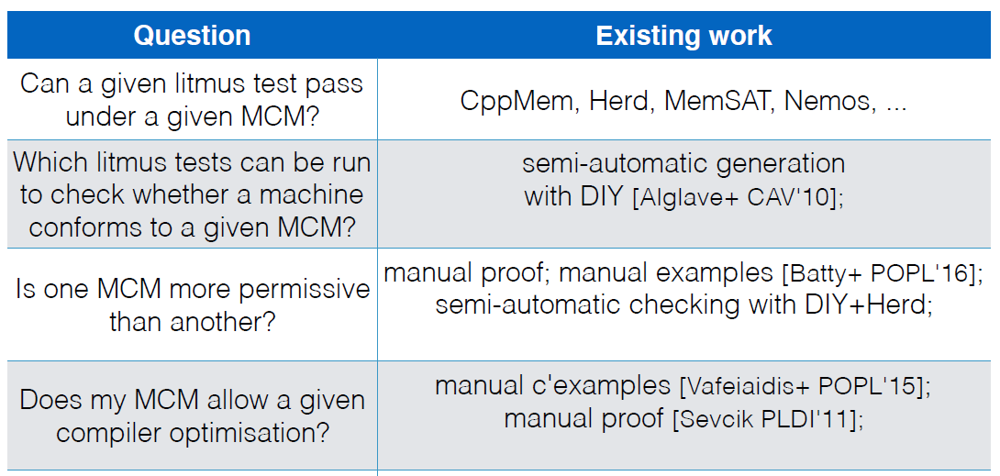 Question
Existing work
Can a given litmus test pass
under a given MCM?
CppMem, Herd, MemSAT, Nemos, ...
Which litmus tests can be run
to check whether a machine
conforms to a given MCM?
semi-automatic generation
with DIY [Alglave+ CAV'10];
Is one MCM more permissive
than another?
manual proof; manual examples [Batty+ POPL'16];
semi-automatic checking with DIY+Herd;
Does my MCM allow a given
compiler optimisation?
manual c'examples [Vafeiaidis+ POPL'15];
manual proof [Sevcik PLDI'11];